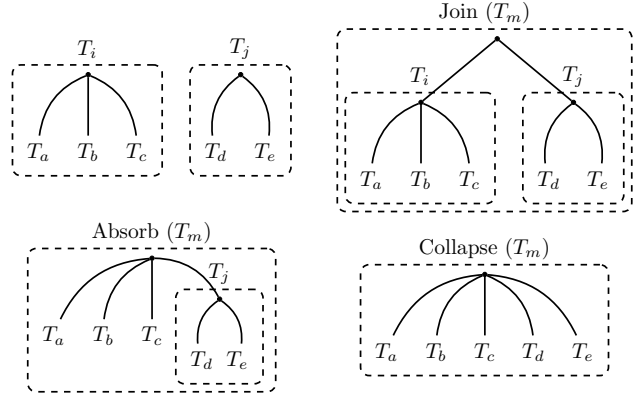 T_i
T_j
T_a T_b T_c
T_d T_e
Join (T_m)
T_i
T_j
T_a T_b T_c
T_d T_e
Absorb (T_m)
T_j
T_a T_b T_c
T_d T_e
Collapse (T_m)
T_a T_b T_c T_d T_e